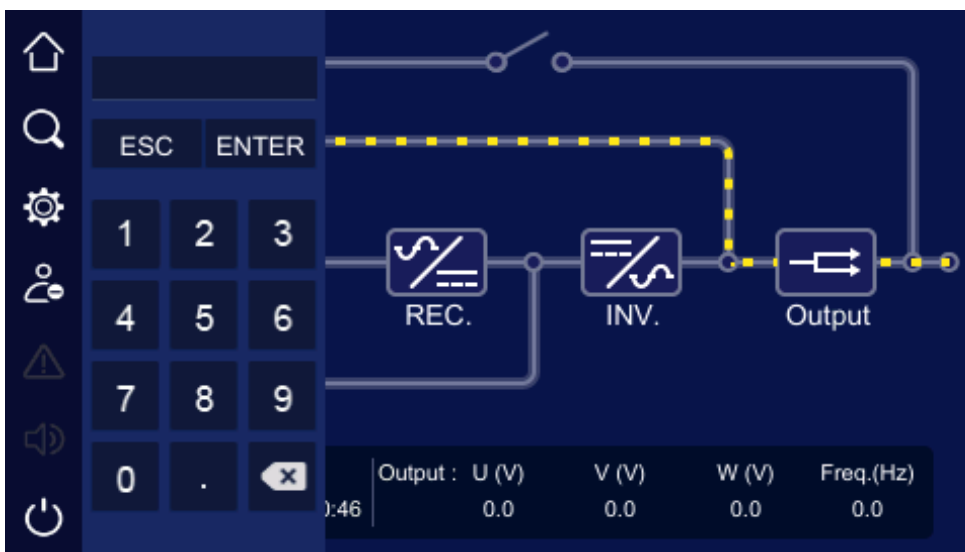 ESC ENTER
1 2 3
4 5 6
7 8 9
0 .
REC. INV. Output
Output : U (V) V (V) W (V) Freq.(Hz)
:46 0.0 0.0 0.0 0.0